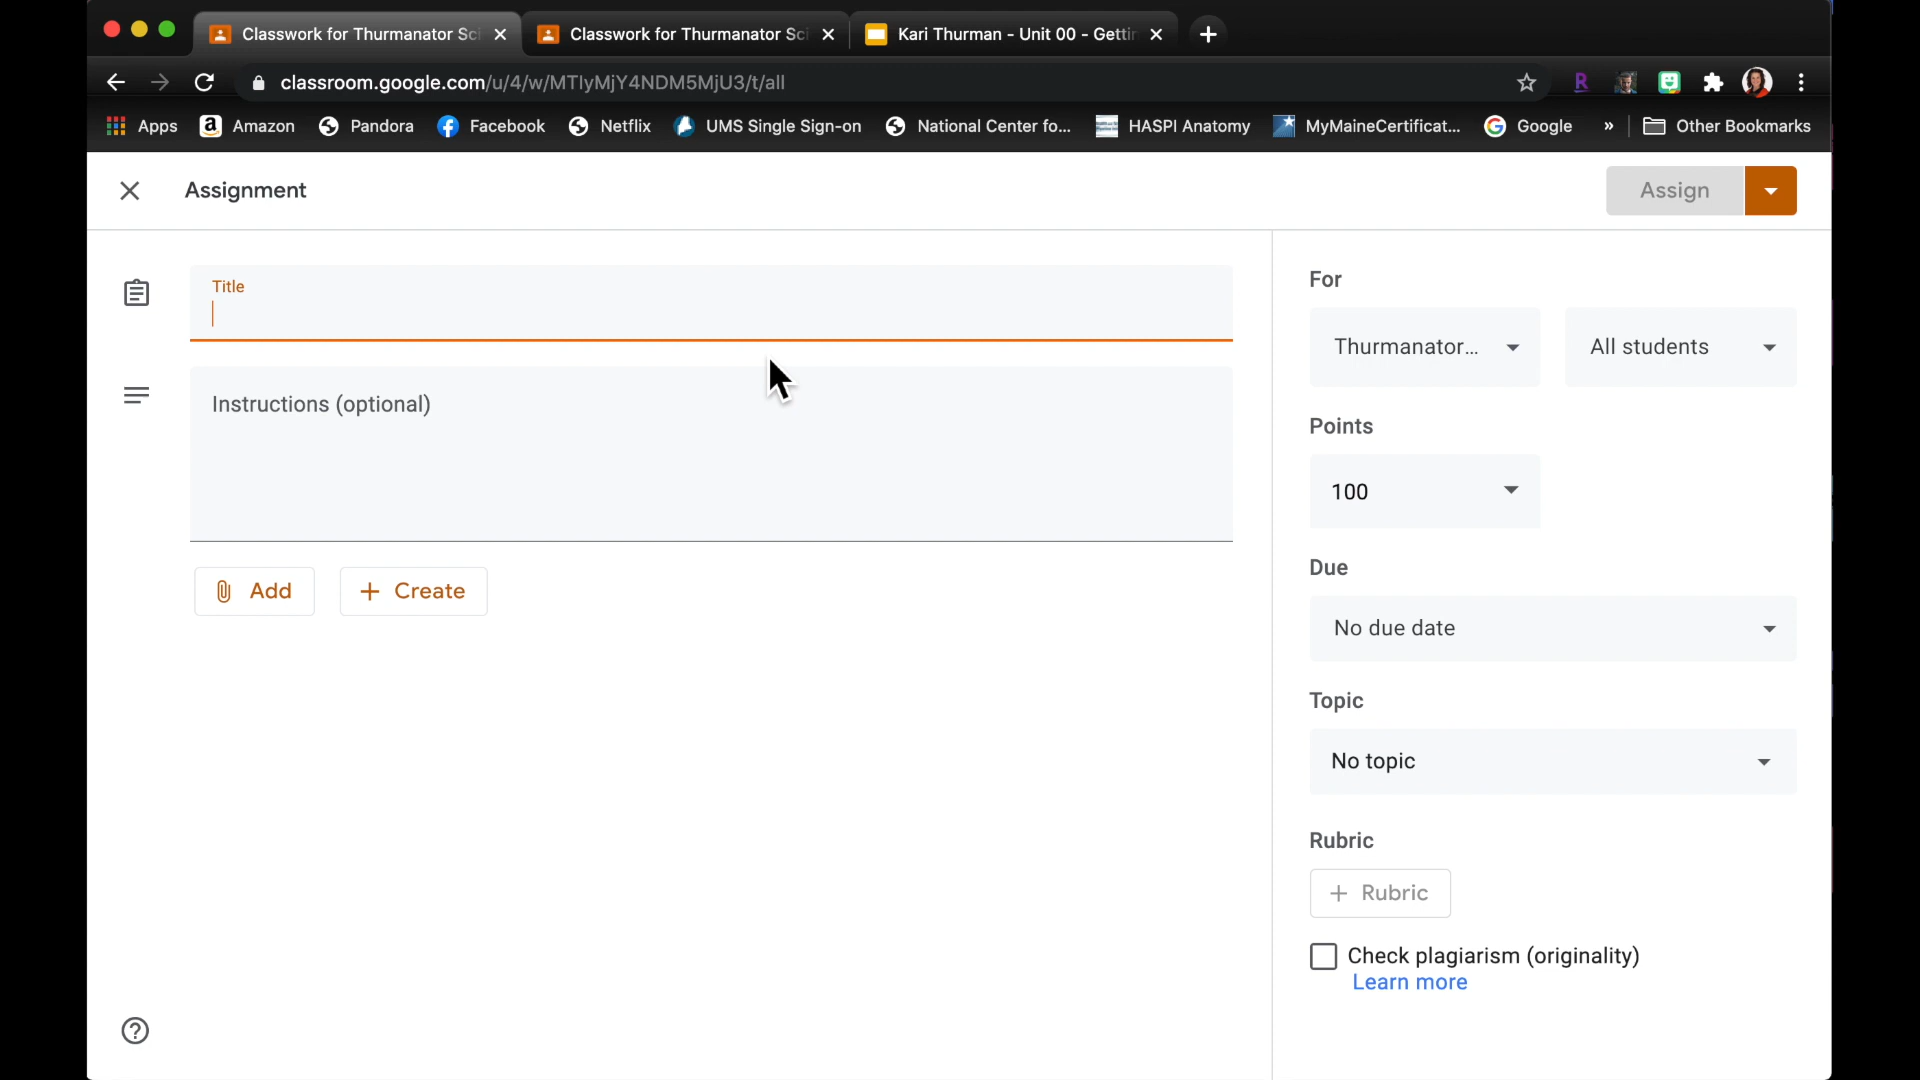 Classwork for Thurmanator Sci
Classwork for Thurmanator Sci
Kari Thurman - Unit 00 - Gettin
classroom.google.com/u/4/w/MTIyMjY4NDM5MjU3/t/all
Apps
Amazon
Pandora
Facebook
Netflix
UMS Single Sign-on
National Center fo...
HASPI Anatomy
MyMaineCertificat...
Google
»
Other Bookmarks
Assignment
Assign
Title
Instructions (optional)
Add
+ Create
For
Thurmanator...
All students
Points
100
Due
No due date
Topic
No topic
Rubric
+ Rubric
Check plagiarism (originality)
Learn more